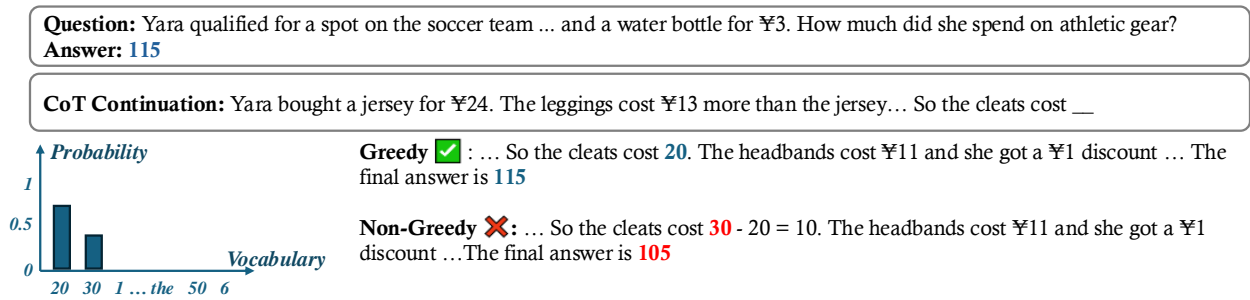 Question: Yara qualified for a spot on the soccer team ... and a water bottle for ¥3. How much did she spend on athletic gear?
Answer: 115
CoT Continuation: Yara bought a jersey for ¥24. The leggings cost ¥13 more than the jersey… So the cleats cost __
Probability
1
0.5
0
Vocabulary
20 30 1 ... the 50 6
Greedy ✅ : … So the cleats cost 20. The headbands cost ¥11 and she got a ¥1 discount … The
final answer is 115
Non-Greedy ❌: … So the cleats cost 30 - 20 = 10. The headbands cost ¥11 and she got a ¥1
discount …The final answer is 105